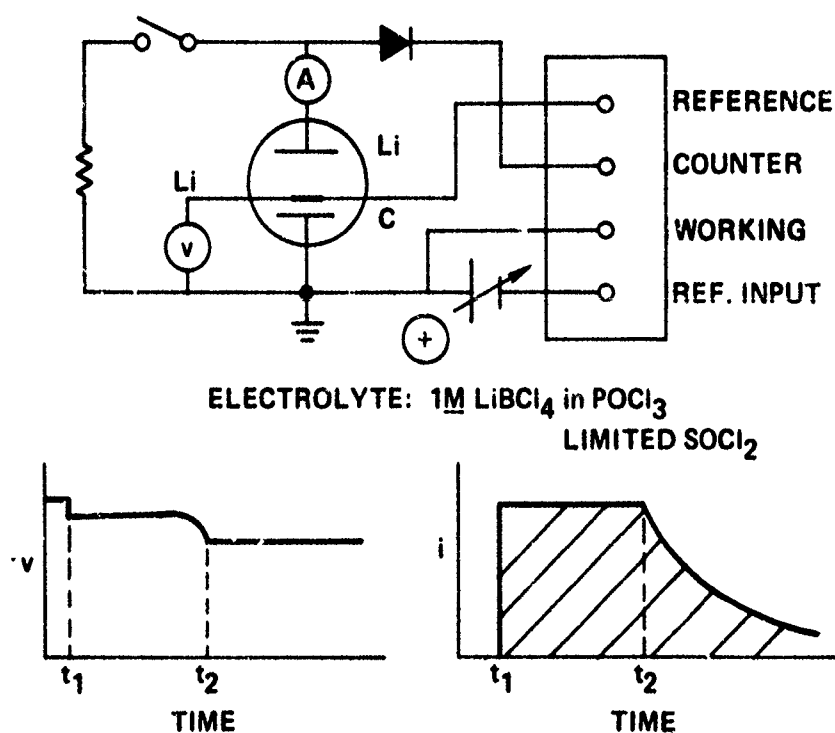 A
REFERENCE
Li
COUNTER
Li
C
V
WORKING
REF. INPUT
+
ELECTROLYTE: 1M LiBCl4 in POCl3
LIMITED SOCl2
v
i
t1
t2
t1
t2
TIME
TIME